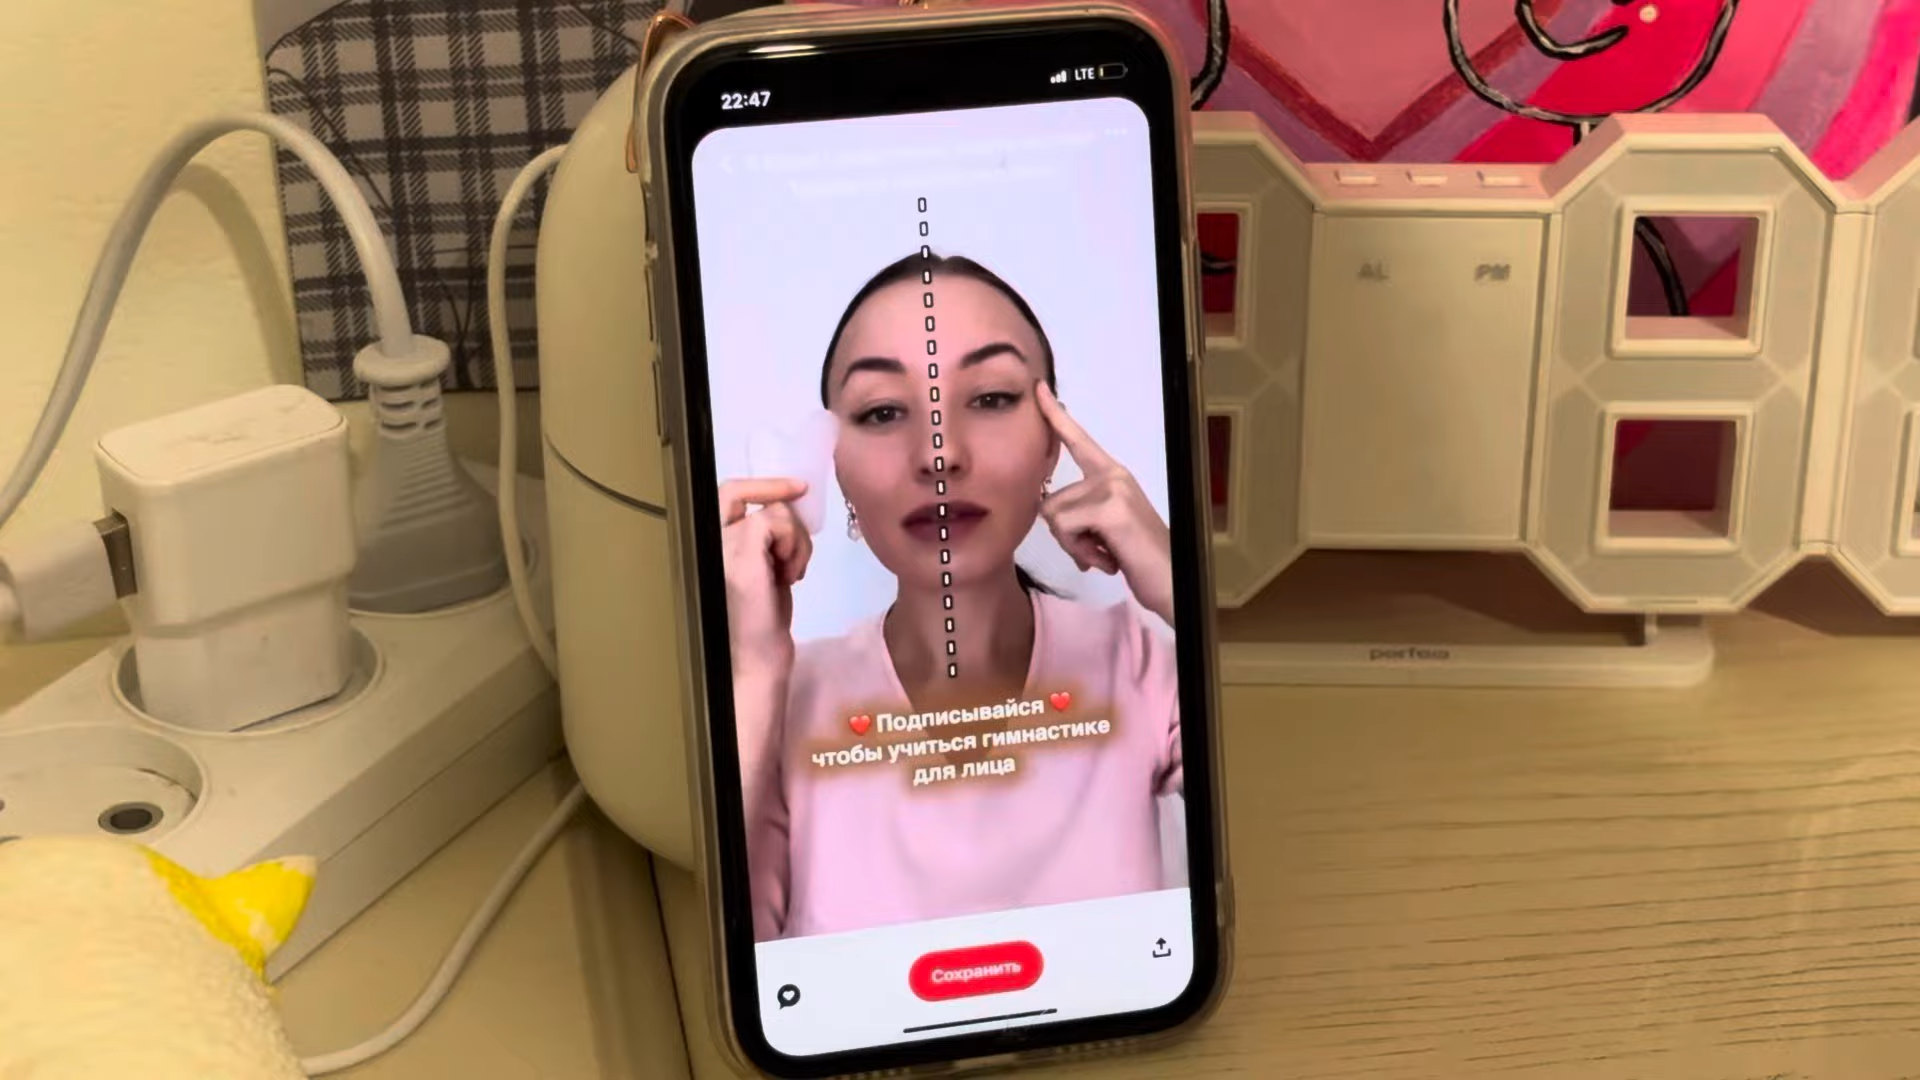 22:47
LTE
AL PM
❤️ Подписывайся ❤️
чтобы учиться гимнастике
для лица
perfeo
Сохранить